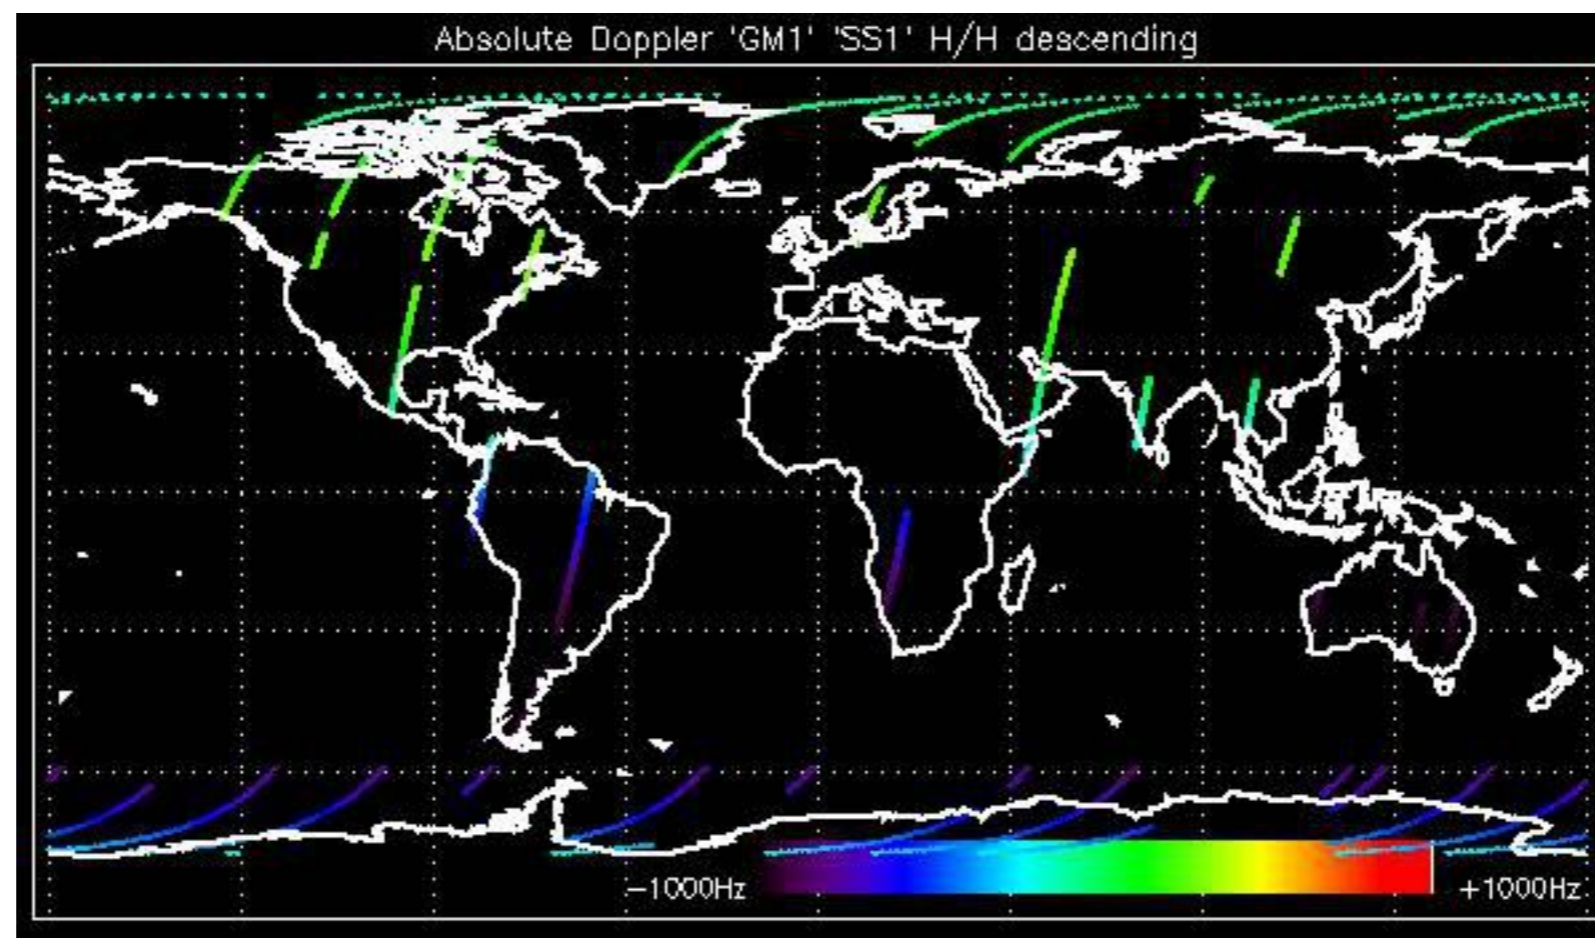 Absolute Doppler 'GM1' 'SS1' H/H descending
-1000Hz +1000Hz